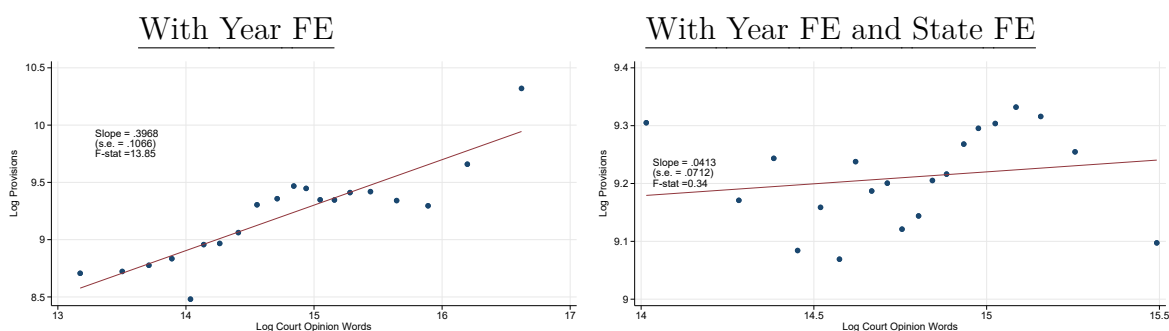 With Year FE
10.5
10
9.5
9
8.5
Log Provisions
Slope = .3968
(s.e. = .1066)
F-stat =13.85
13
14
15
16
17
Log Court Opinion Words
With Year FE and State FE
9.4
9.3
9.2
9.1
9
Log Provisions
Slope = .0413
(s.e. = .0712)
F-stat =0.34
14
14.5
15
15.5
Log Court Opinion Words